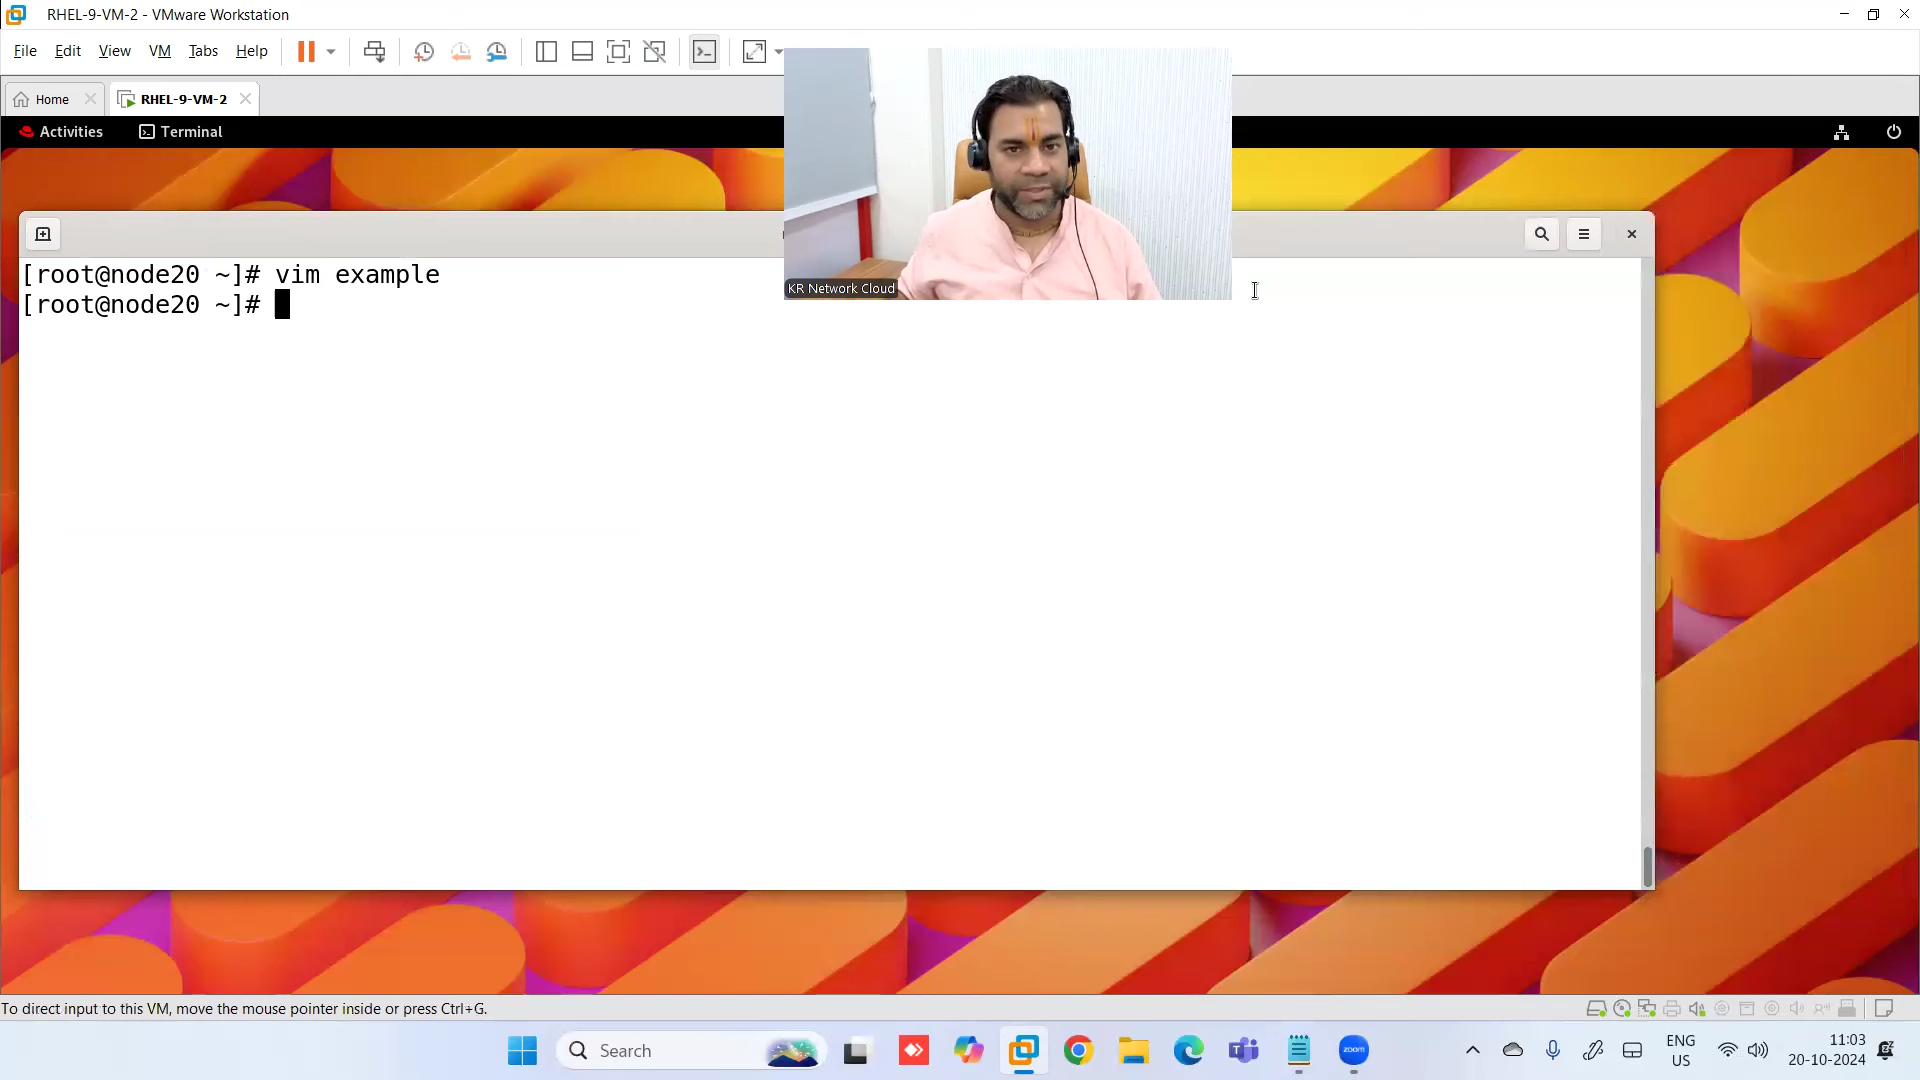 RHEL-9-VM-2 - VMware Workstation
File Edit View VM Tabs Help
Home RHEL-9-VM-2
Activities Terminal
[root@node20 ~]# vim example
[root@node20 ~]#
KR Network Cloud
To direct input to this VM, move the mouse pointer inside or press Ctrl+G.
Search
zoom
ENG
US
11:03
20-10-2024